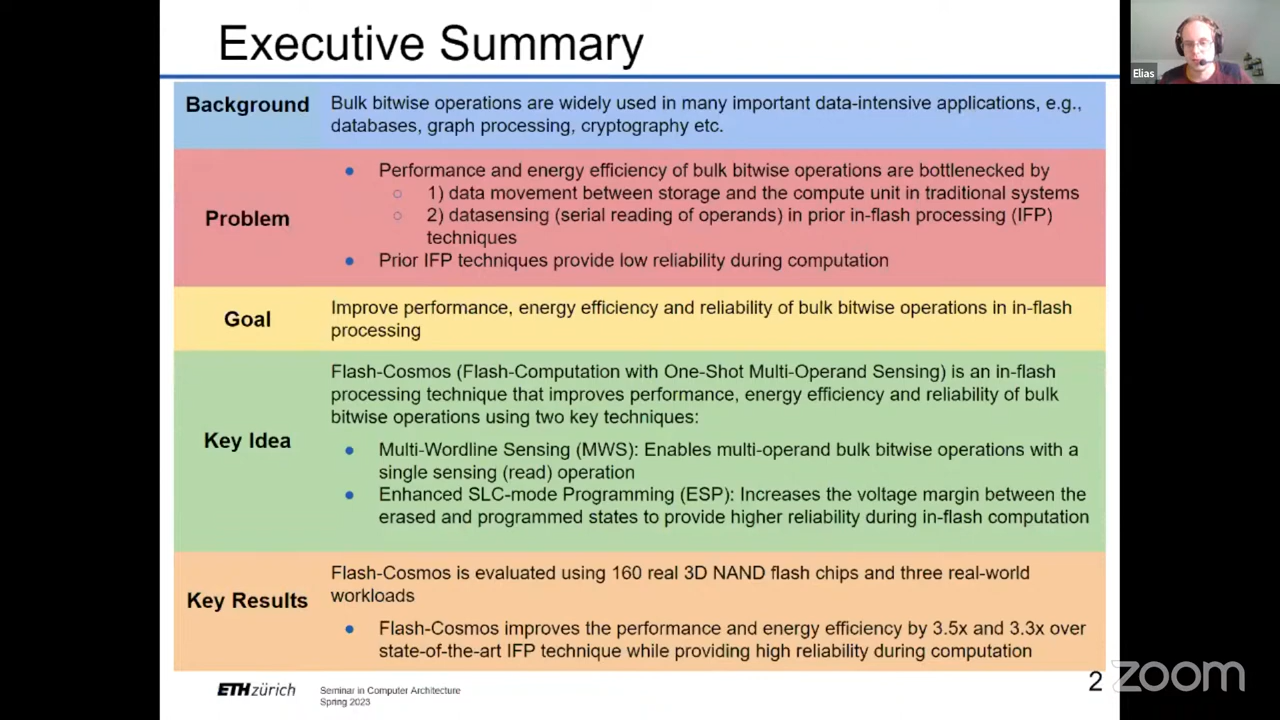 Executive Summary
Elias
Background
Bulk bitwise operations are widely used in many important data-intensive applications, e.g.,
databases, graph processing, cryptography etc.
Problem
● Performance and energy efficiency of bulk bitwise operations are bottlenecked by
○ 1) data movement between storage and the compute unit in traditional systems
○ 2) datasensing (serial reading of operands) in prior in-flash processing (IFP)
techniques
● Prior IFP techniques provide low reliability during computation
Goal
Improve performance, energy efficiency and reliability of bulk bitwise operations in in-flash
processing
Key Idea
Flash-Cosmos (Flash-Computation with One-Shot Multi-Operand Sensing) is an in-flash
processing technique that improves performance, energy efficiency and reliability of bulk
bitwise operations using two key techniques:
● Multi-Wordline Sensing (MWS): Enables multi-operand bulk bitwise operations with a
single sensing (read) operation
● Enhanced SLC-mode Programming (ESP): Increases the voltage margin between the
erased and programmed states to provide higher reliability during in-flash computation
Key Results
Flash-Cosmos is evaluated using 160 real 3D NAND flash chips and three real-world
workloads
● Flash-Cosmos improves the performance and energy efficiency by 3.5x and 3.3x over
state-of-the-art IFP technique while providing high reliability during computation
ETH zürich
Seminar in Computer Architecture
Spring 2023
2
zoom